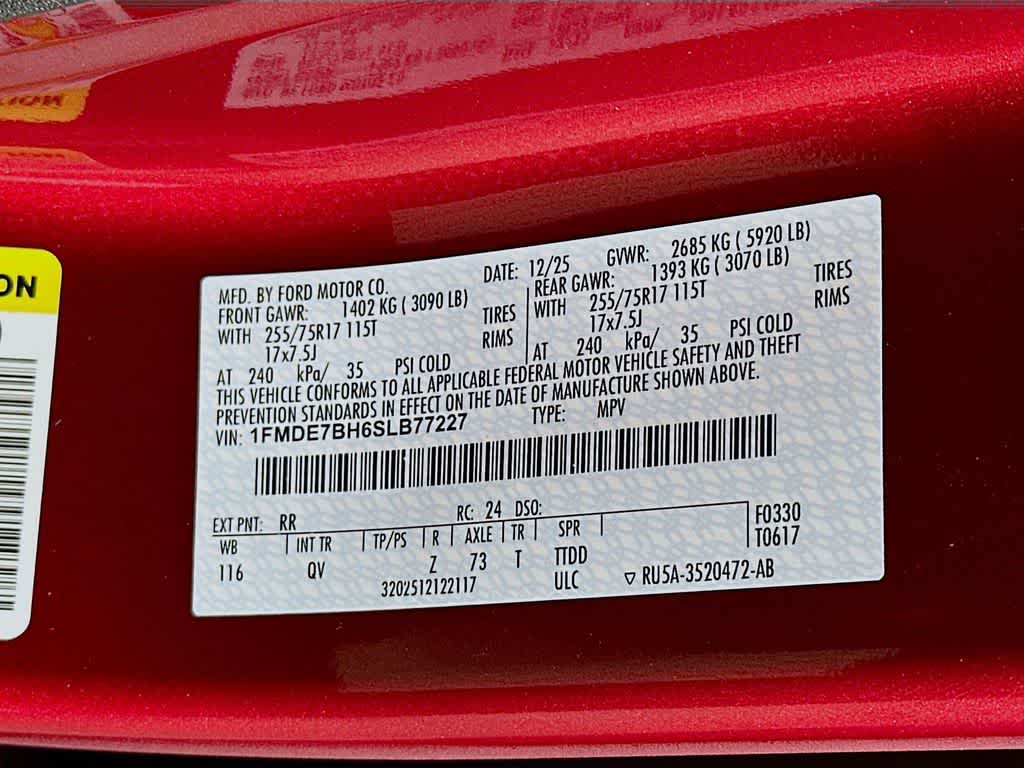 ON
MFD. BY FORD MOTOR CO.
DATE: 12/25
GVWR: 2685 KG ( 5920 LB)
FRONT GAWR: 1402 KG ( 3090 LB)
WITH 255/75R17 115T TIRES
17x7.5J RIMS
AT 240 kPa/ 35 PSI COLD
REAR GAWR: 1393 KG ( 3070 LB)
WITH 255/75R17 115T TIRES
17x7.5J RIMS
AT 240 kPa/ 35 PSI COLD
THIS VEHICLE CONFORMS TO ALL APPLICABLE FEDERAL MOTOR VEHICLE SAFETY AND THEFT
PREVENTION STANDARDS IN EFFECT ON THE DATE OF MANUFACTURE SHOWN ABOVE.
VIN: 1FMDE7BH6SLB77227 TYPE: MPV
EXT PNT: RR RC: 24 DSO:
WB INT TR TP/PS R AXLE TR SPR
116 QV Z 73 T TTDD
ULC
F0330
T0617
3202512122117
RU5A-3520472-AB